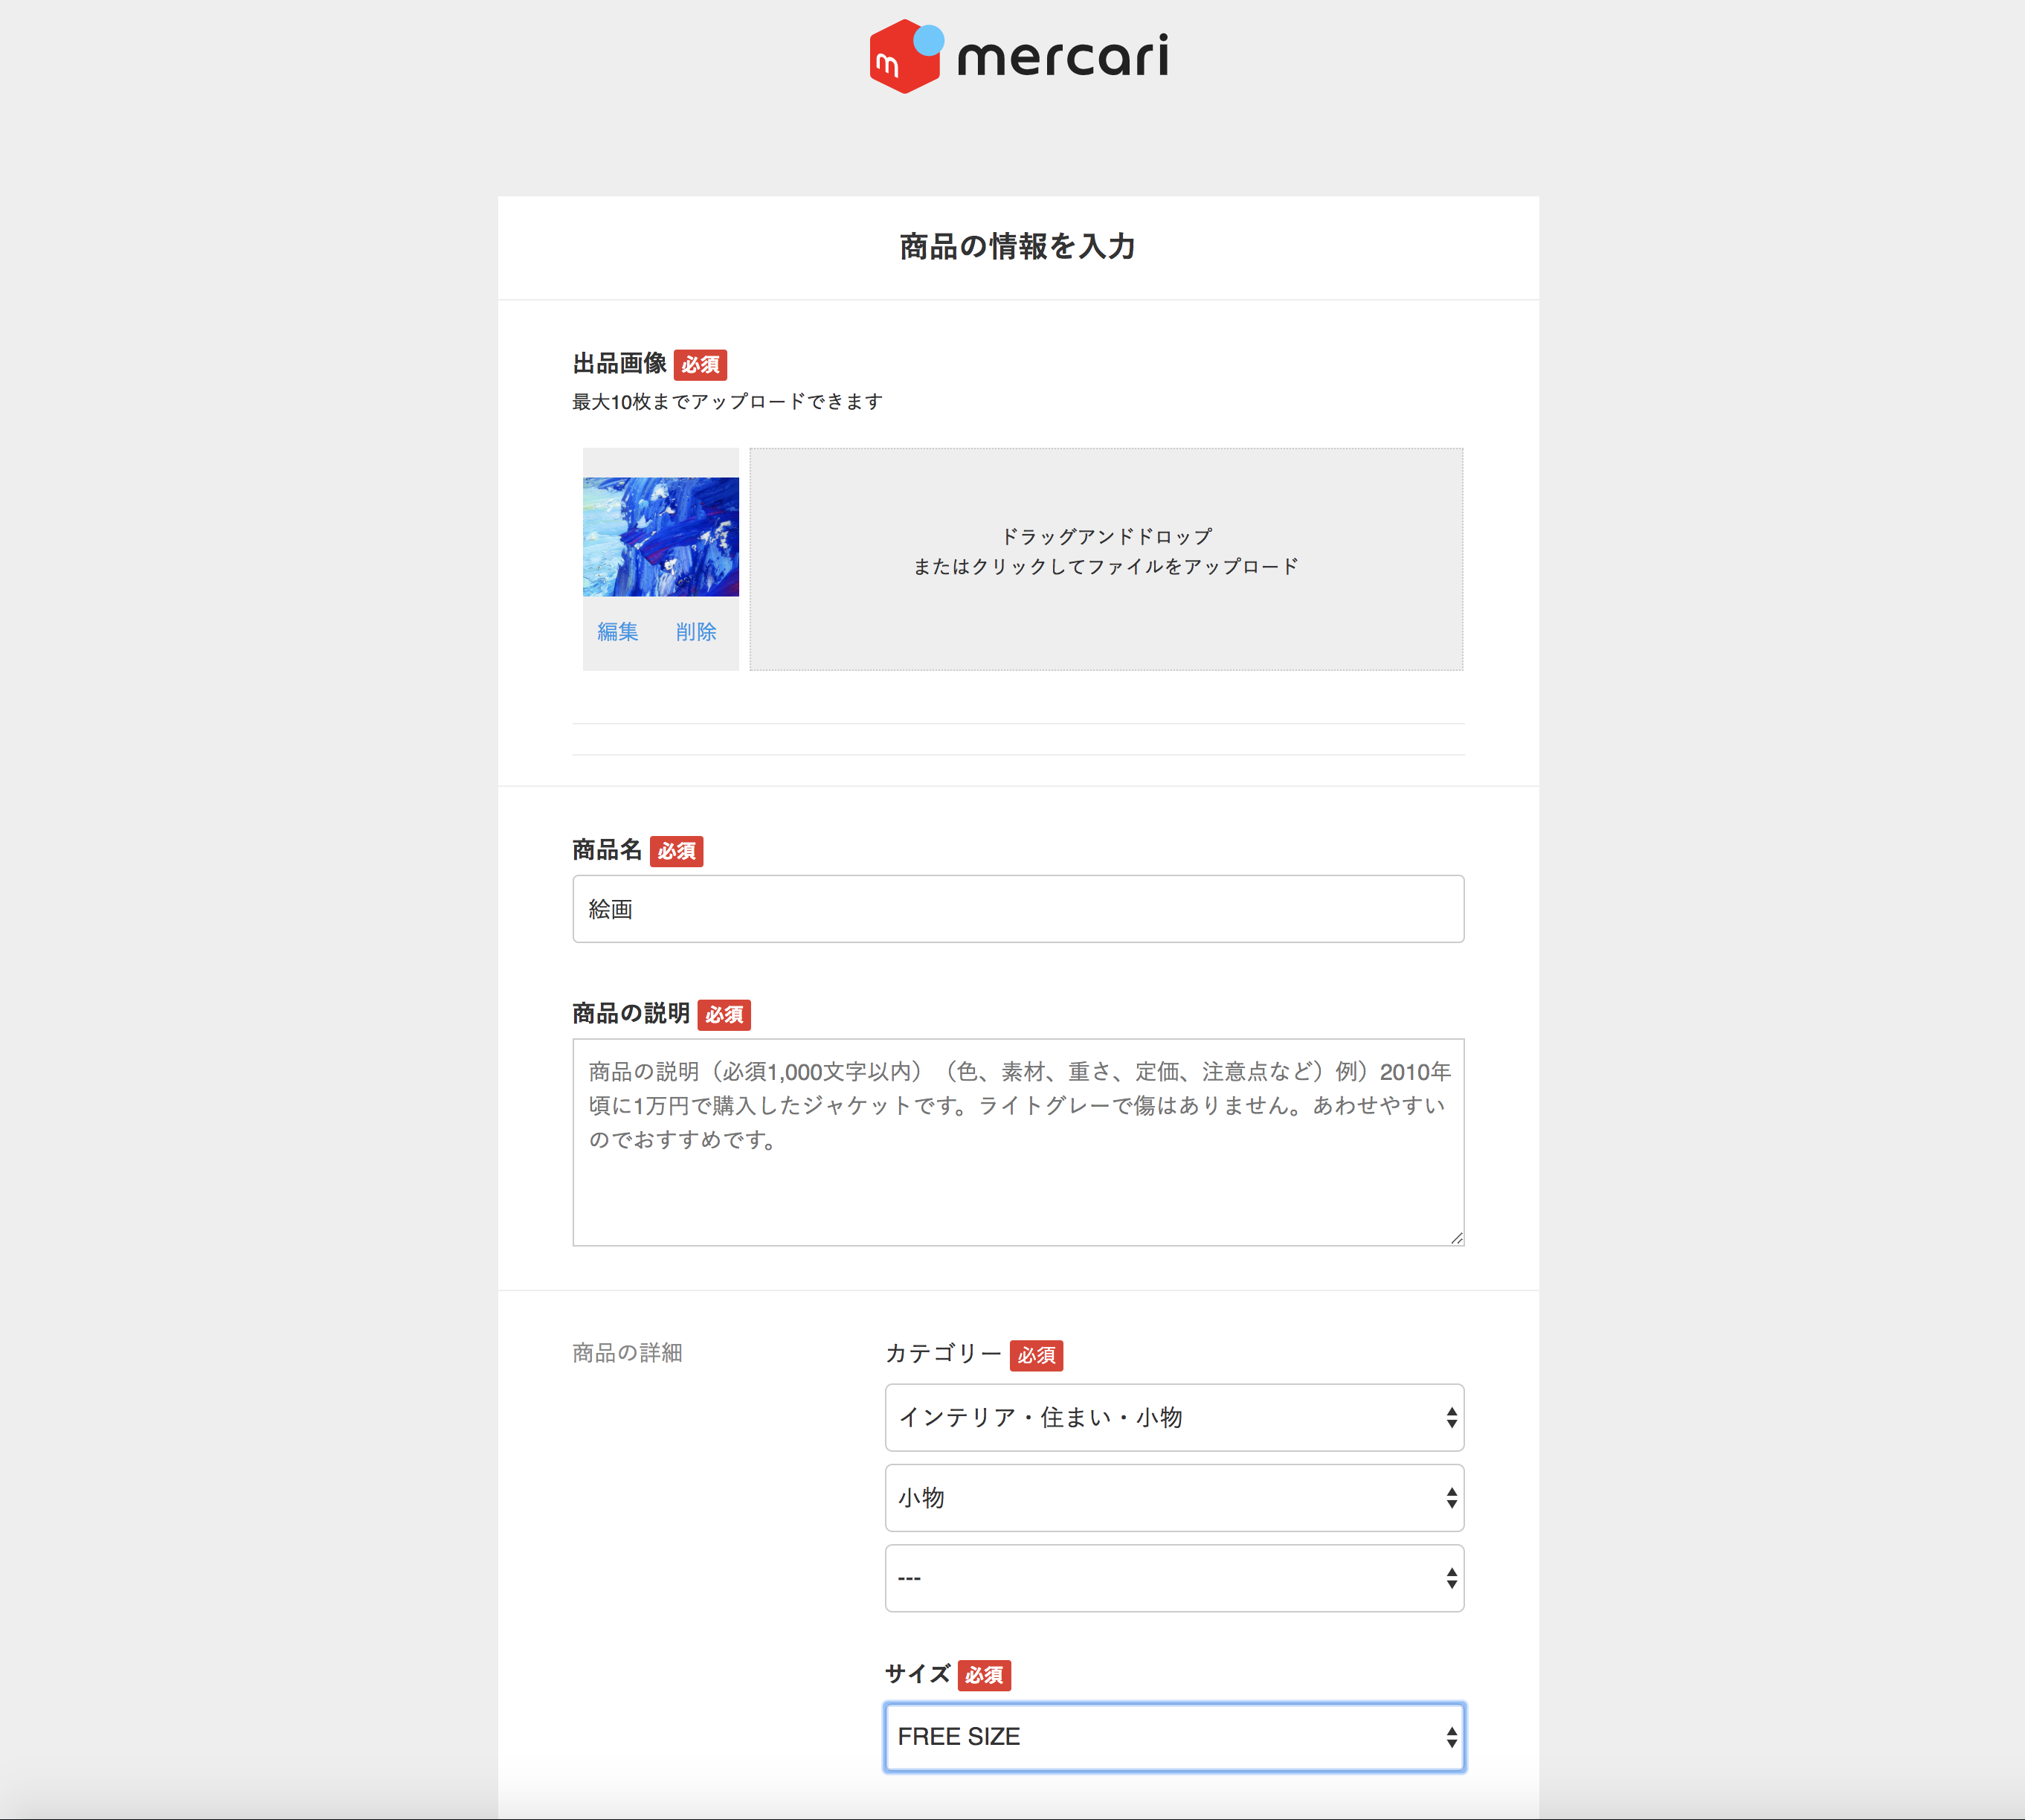 m mercari
商品の情報を入力
出品画像 必須
最大10枚までアップロードできます
ドラッグアンドドロップ
またはクリックしてファイルをアップロード
編集 削除
商品名 必須
絵画
商品の説明 必須
商品の説明（必須1,000文字以内）（色、素材、重さ、定価、注意点など）例）2010年
頃に1万円で購入したジャケットです。ライトグレーで傷はありません。あわせやすい
のでおすすめです。
商品の詳細
カテゴリー 必須
インテリア・住まい・小物
小物
---
サイズ 必須
FREE SIZE